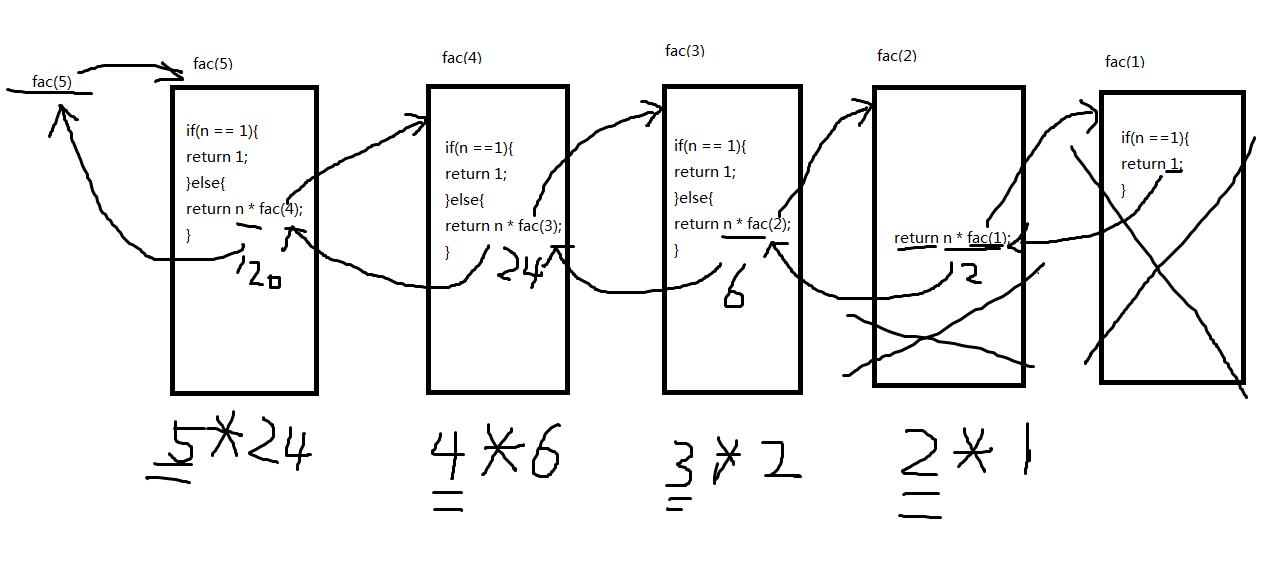 fac(5)
fac(5)
if(n == 1){
return 1;
}else{
return n * fac(4);
}
120
5*24
fac(4)
if(n ==1){
return 1;
}else{
return n * fac(3);
}
24
4*6
fac(3)
if(n == 1){
return 1;
}else{
return n * fac(2);
}
6
3*2
fac(2)
return n * fac(1);
2
2*1
fac(1)
if(n ==1){
return 1;
}